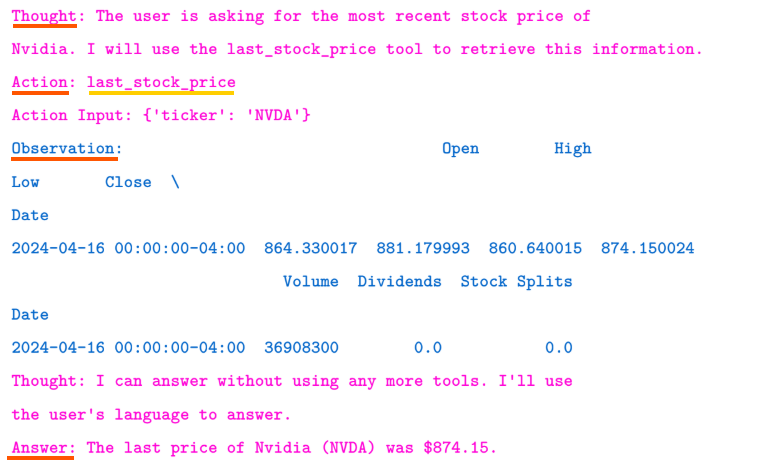 Thought: The user is asking for the most recent stock price of
Nvidia. I will use the last_stock_price tool to retrieve this information.
Action: last_stock_price
Action Input: {'ticker': 'NVDA'}
Observation:                                  Open        High
Low       Close  \
Date
2024-04-16 00:00:00-04:00  864.330017  881.179993  860.640015  874.150024
                             Volume  Dividends  Stock Splits
Date
2024-04-16 00:00:00-04:00  36908300        0.0           0.0
Thought: I can answer without using any more tools. I'll use
the user's language to answer.
Answer: The last price of Nvidia (NVDA) was $874.15.